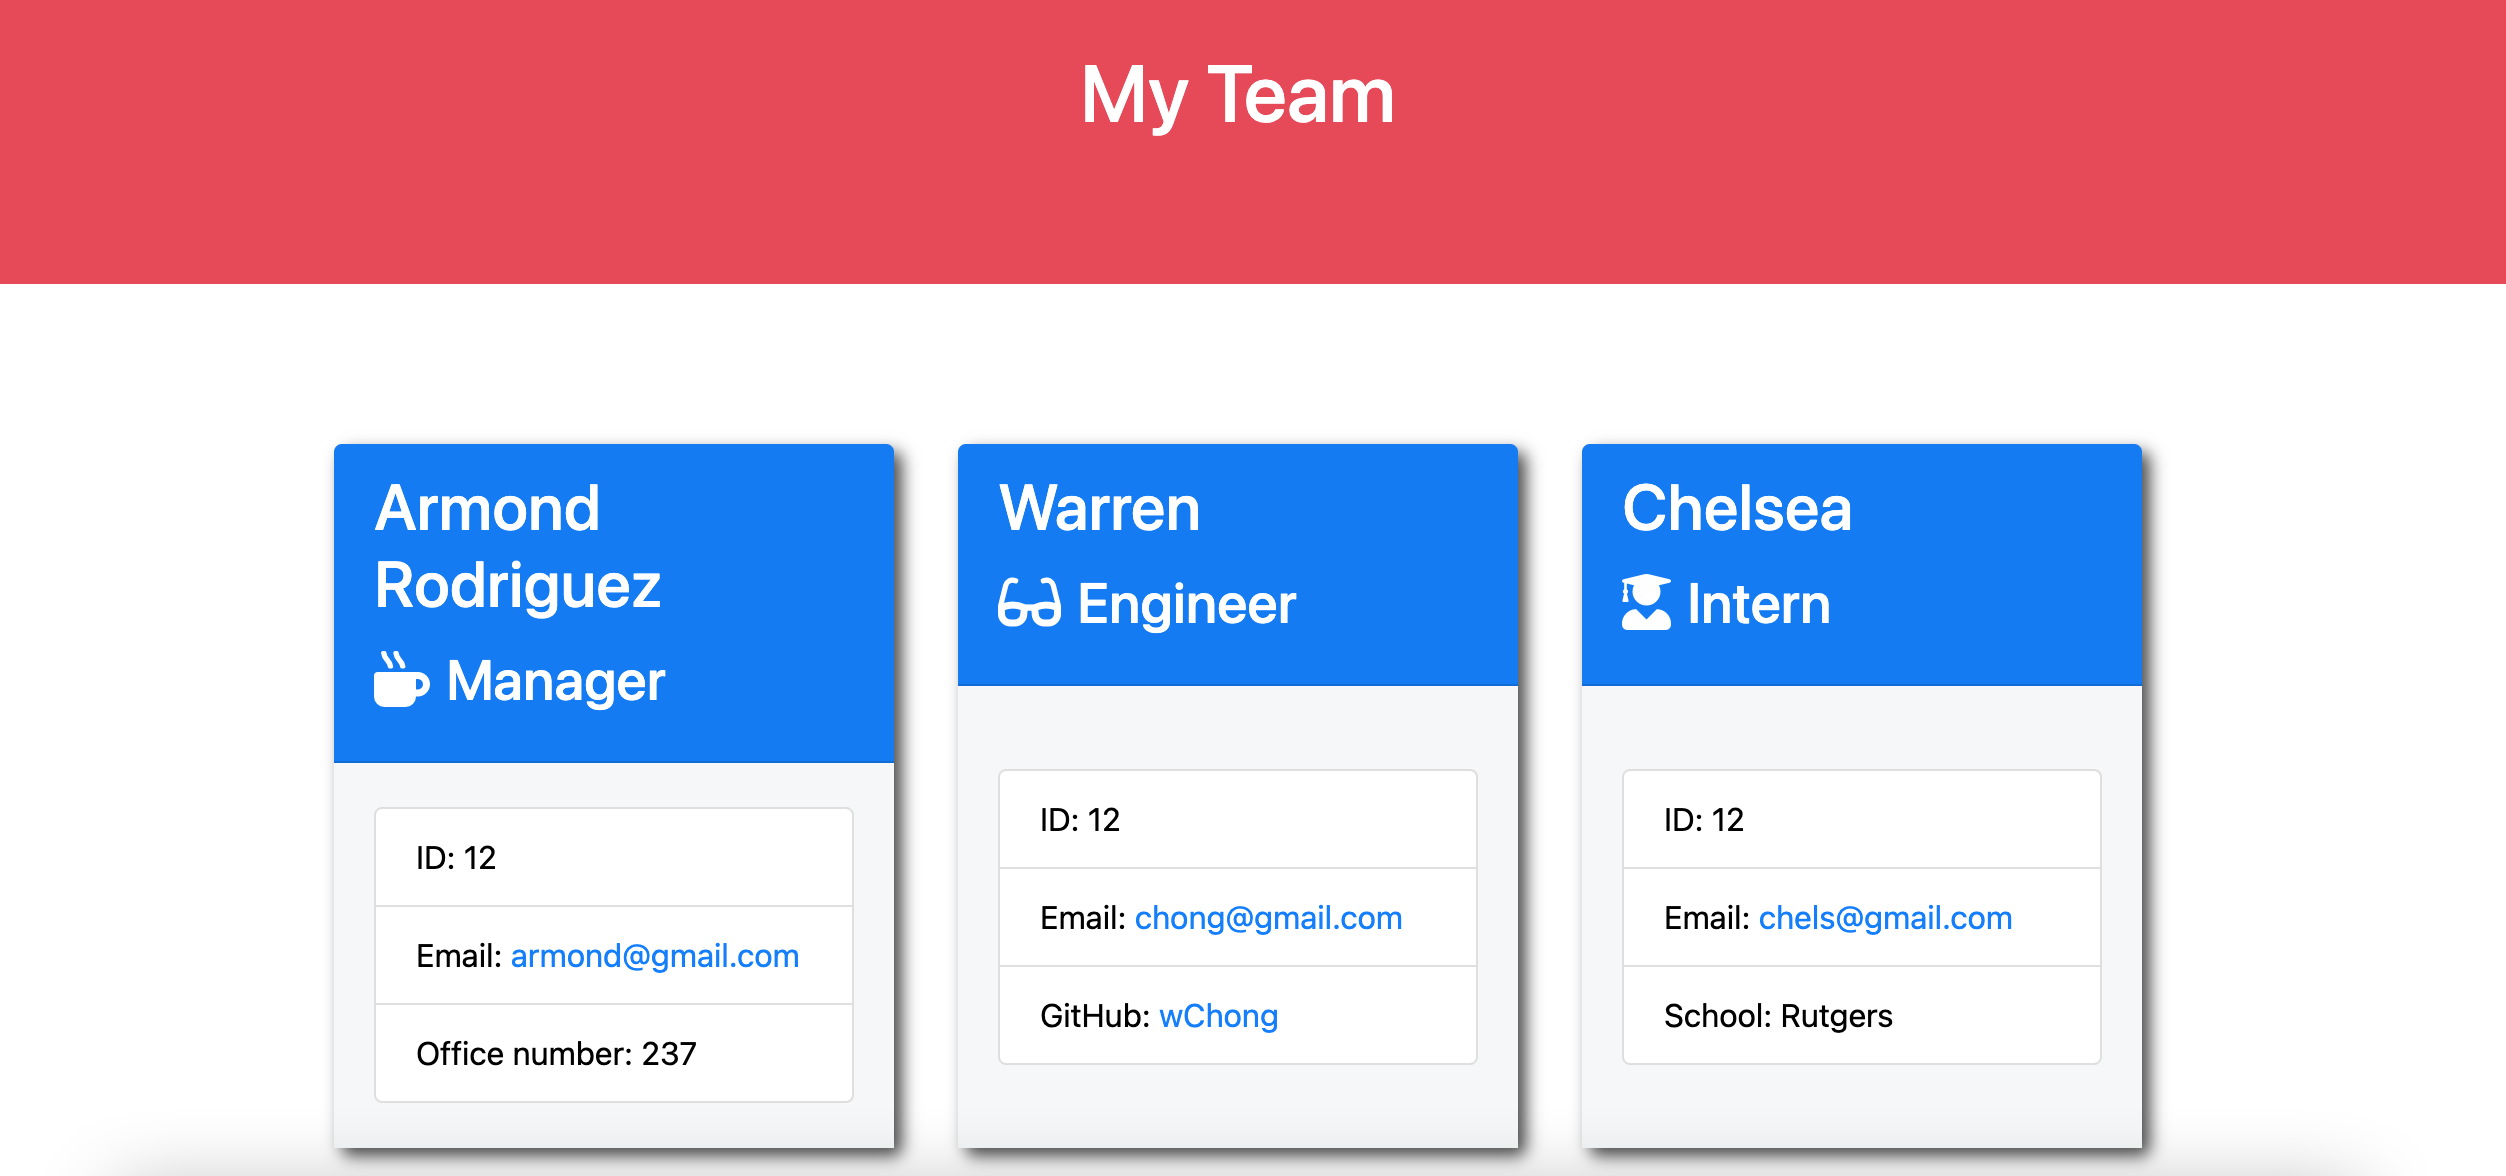 My Team
Armond
Rodriguez
Manager
ID: 12
Email: armond@gmail.com
Office number: 237
Warren
Engineer
ID: 12
Email: chong@gmail.com
GitHub: wChong
Chelsea
Intern
ID: 12
Email: chels@gmail.com
School: Rutgers